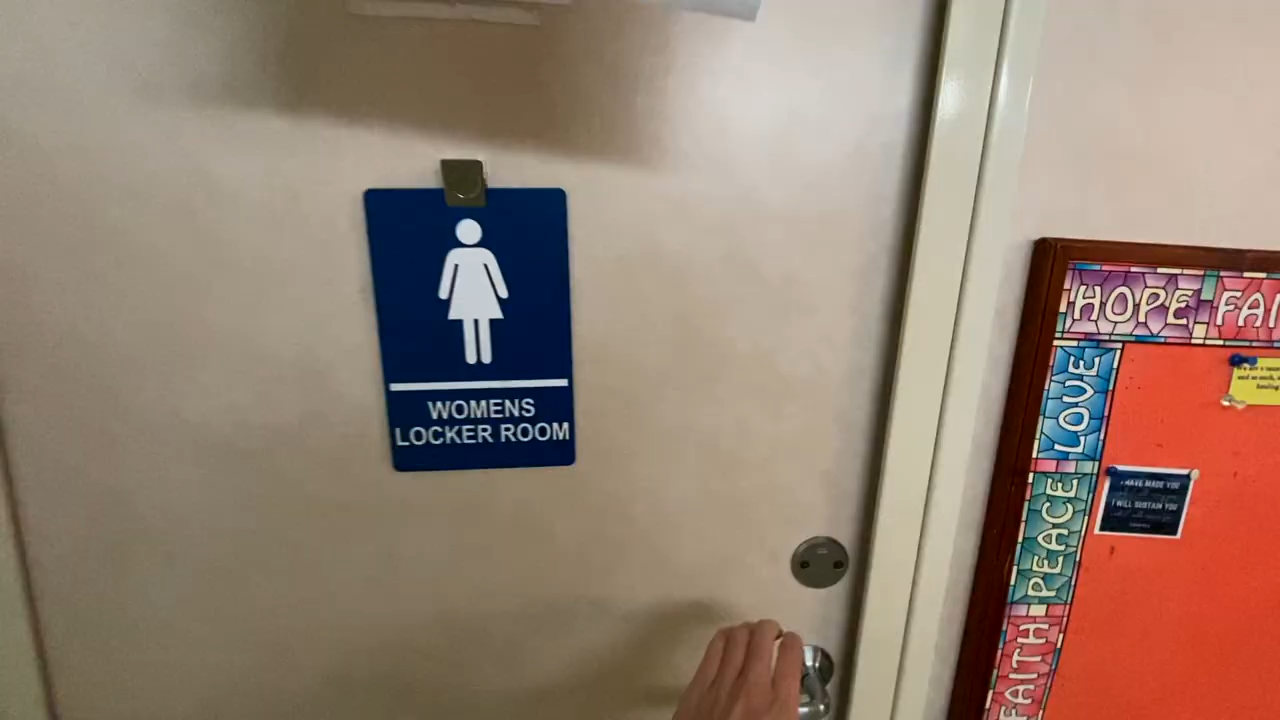 WOMENS
LOCKER ROOM
HOPE FAI
LOVE
PEACE
FAITH
I HAVE MADE YOU
I WILL SUSTAIN YOU